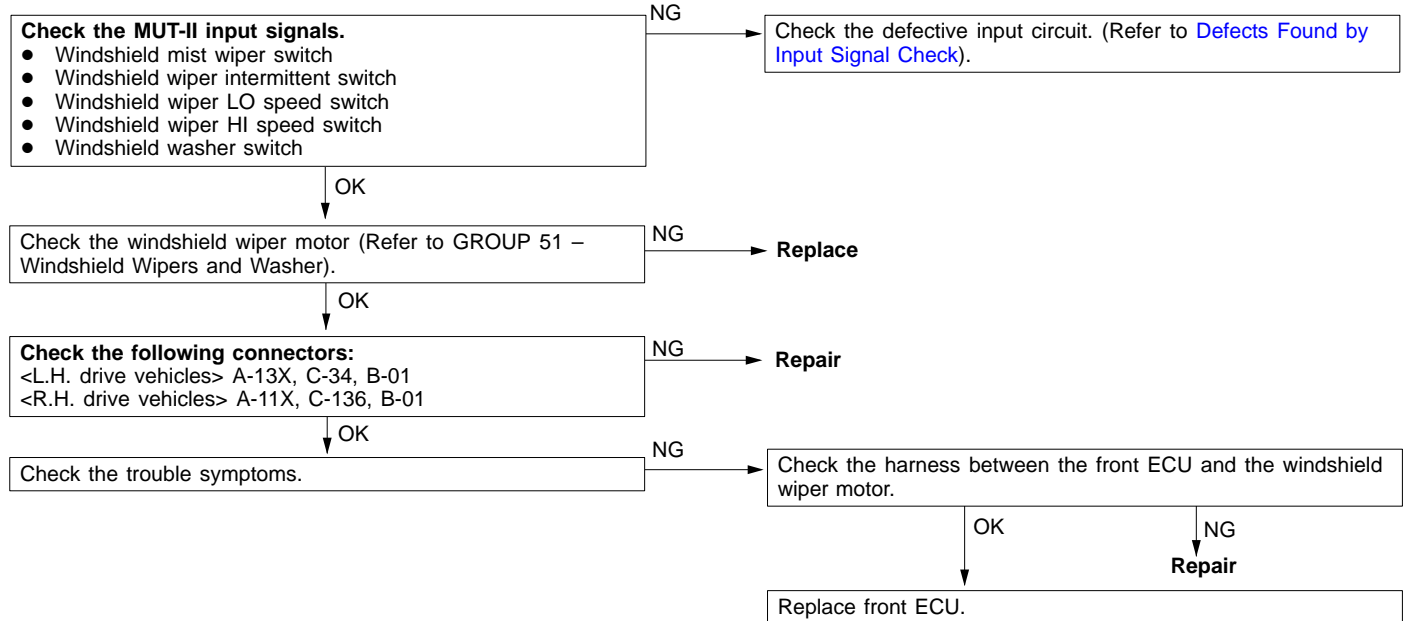 Check the MUT-II input signals.
● Windshield mist wiper switch
● Windshield wiper intermittent switch
● Windshield wiper LO speed switch
● Windshield wiper HI speed switch
● Windshield washer switch
NG
Check the defective input circuit. (Refer to Defects Found by
Input Signal Check).
OK
Check the windshield wiper motor (Refer to GROUP 51 –
Windshield Wipers and Washer).
NG
Replace
OK
Check the following connectors:
<L.H. drive vehicles> A-13X, C-34, B-01
<R.H. drive vehicles> A-11X, C-136, B-01
NG
Repair
OK
Check the trouble symptoms.
NG
Check the harness between the front ECU and the windshield
wiper motor.
OK
NG
Repair
Replace front ECU.